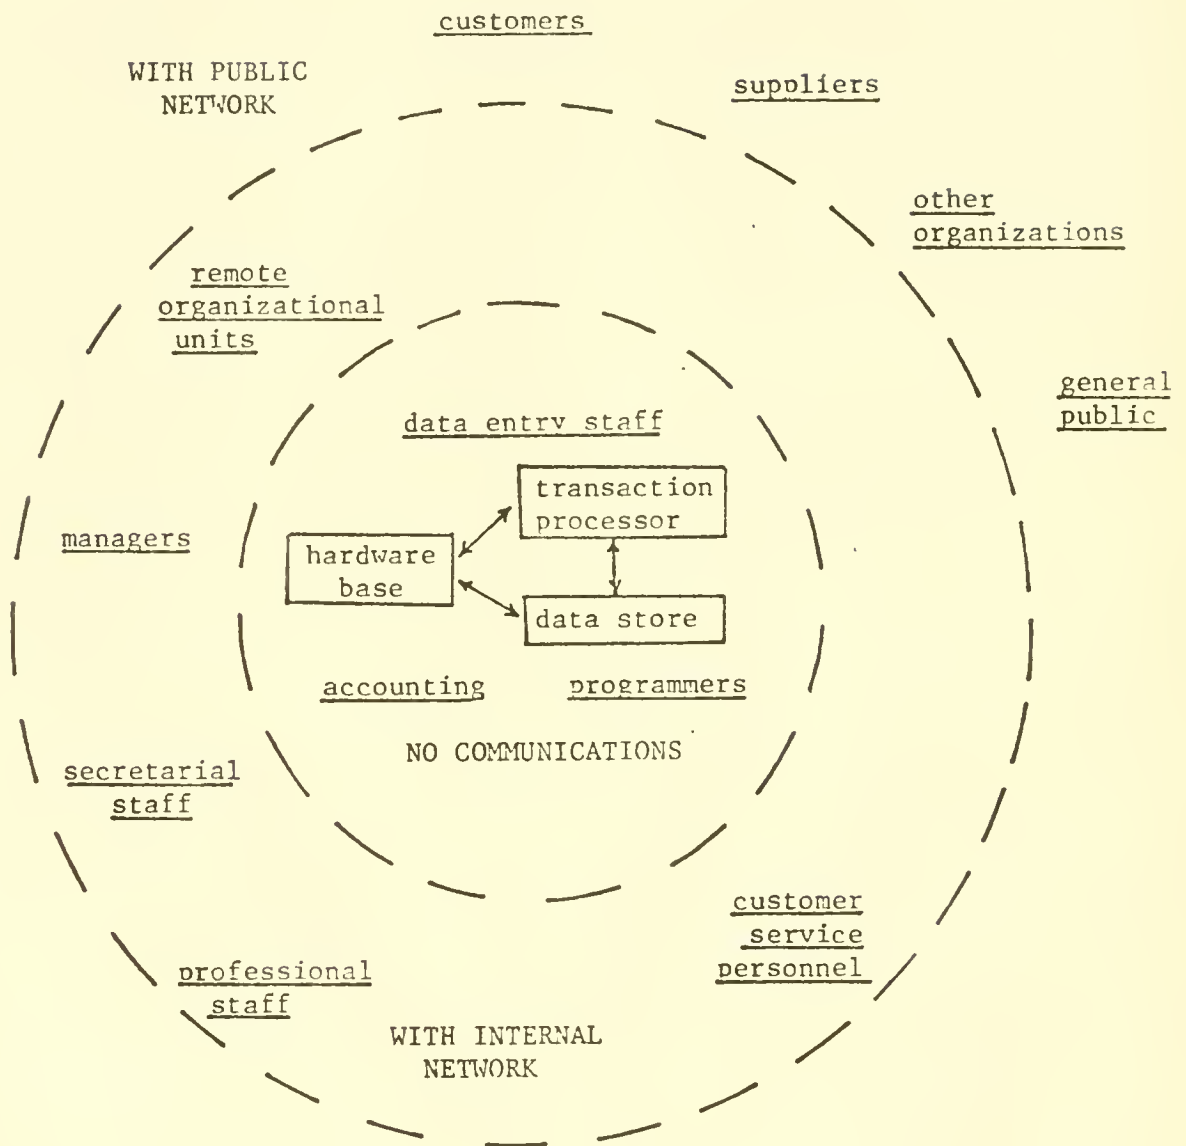 customers
WITH PUBLIC
NETWORK
suppliers
other
organizations
remote
organizational
units
general
public
data entry staff
transaction
processor
managers
hardware
base
data store
accounting
programmers
NO COMMUNICATIONS
secretarial
staff
customer
service
personnel
professional
staff
WITH INTERNAL
NETWORK